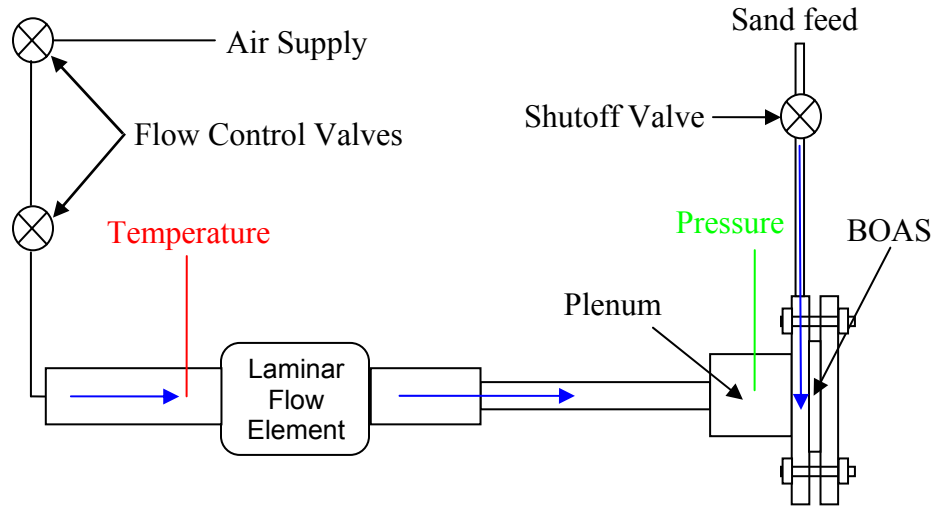 Sand feed
Air Supply
Shutoff Valve
Flow Control Valves
Temperature
Pressure
BOAS
Plenum
Laminar
Flow
Element